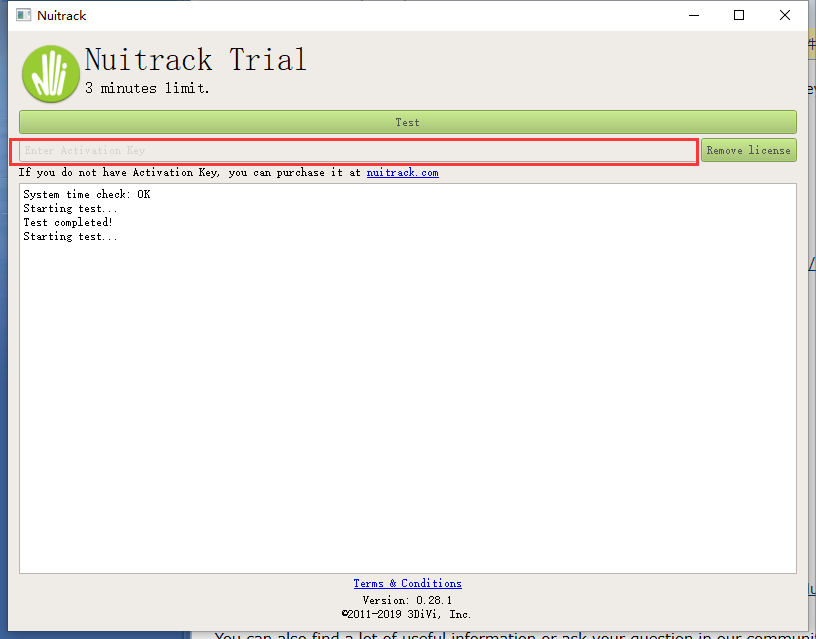 Nuitrack
Nuitrack Trial
3 minutes limit.
Test
Enter Activation Key
Remove license
If you do not have Activation Key, you can purchase it at nuitrack.com
System time check: OK
Starting test...
Test completed!
Starting test...
Terms & Conditions
Version: 0.28.1
©2011-2019 3DiVi, Inc.
You can also find a lot of useful information or ask your question in our